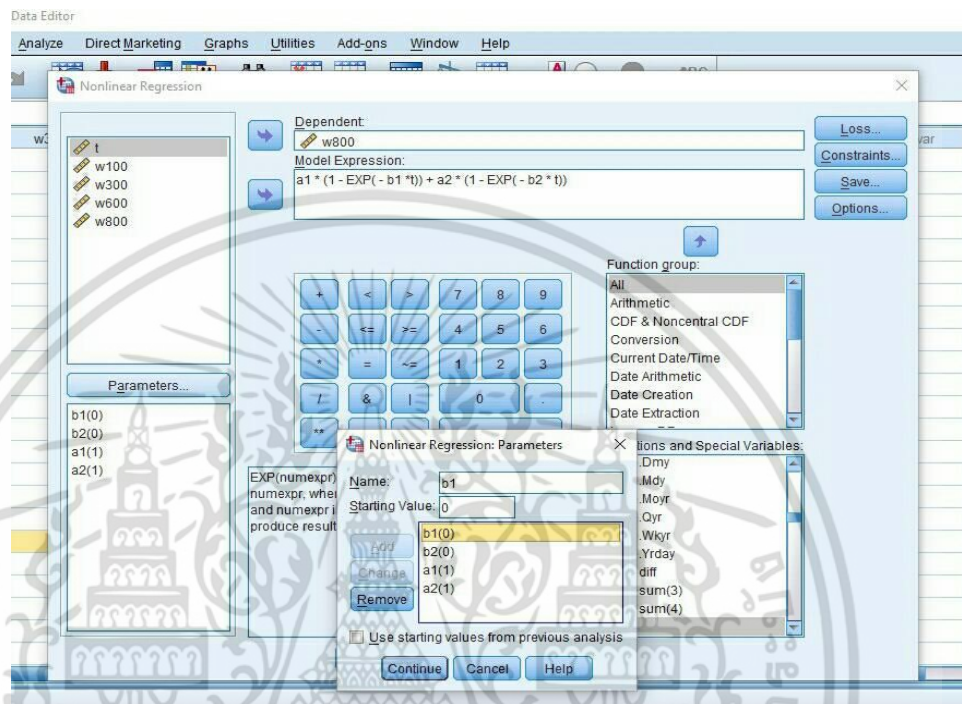 Data Editor
Analyze Direct Marketing Graphs Utilities Add-ons Window Help
Nonlinear Regression
t
w100
w300
w600
w800
Dependent:
w800
Model Expression:
a1 * (1 - EXP( - b1 *t)) + a2 * (1 - EXP( - b2 * t))
Loss...
Constraints...
Save...
Options...
var
+ < > 7 8 9
- <= >= 4 5 6
* = ~= 1 2 3
/ & | 0 .
**
Function group:
All
Arithmetic
CDF & Noncentral CDF
Conversion
Current Date/Time
Date Arithmetic
Date Creation
Date Extraction
Parameters...
b1(0)
b2(0)
a1(1)
a2(1)
EXP(numexpr)
numexpr, wher
and numexpr i
produce result
Nonlinear Regression: Parameters
Name: b1
Starting Value: 0
Add
Change
Remove
b1(0)
b2(0)
a1(1)
a2(1)
Use starting values from previous analysis
Continue Cancel Help
tions and Special Variables:
.Dmy
.Mdy
.Moyr
.Qyr
.Wkyr
.Yrday
diff
sum(3)
sum(4)